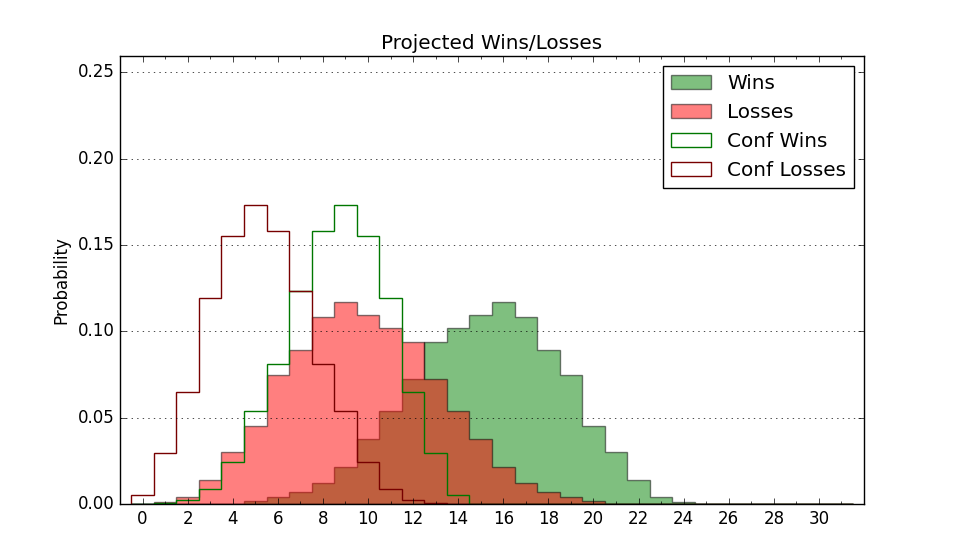 Projected Wins/Losses
0.25
0.20
0.15
0.10
0.05
0.00
Probability
Wins
Losses
Conf Wins
Conf Losses
0 2 4 6 8 10 12 14 16 18 20 22 24 26 28 30